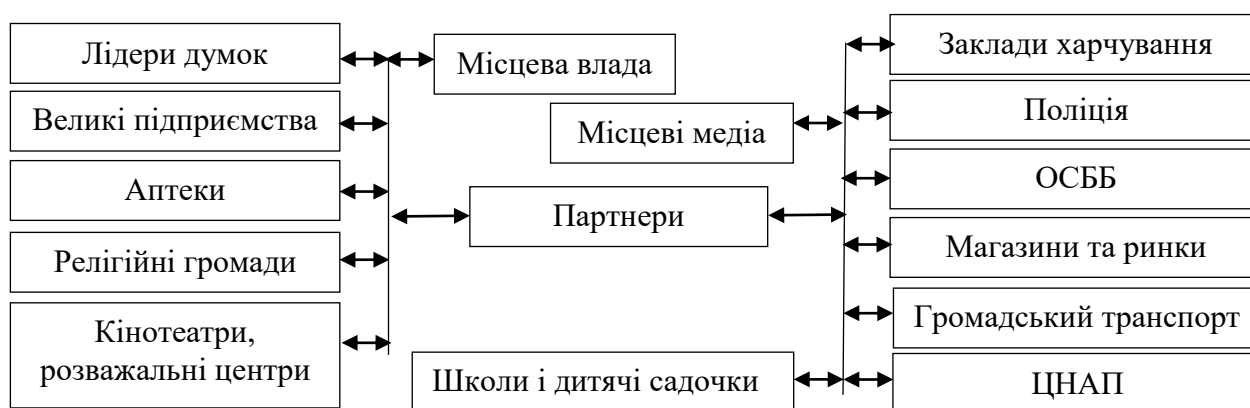 Лідери думок
Великі підприємства
Аптеки
Релігійні громади
Кінотеатри,
розважальні центри
Місцева влада
Місцеві медіа
Партнери
Школи і дитячі садочки
Заклади харчування
Поліція
ОСББ
Магазини та ринки
Громадський транспорт
ЦНАП